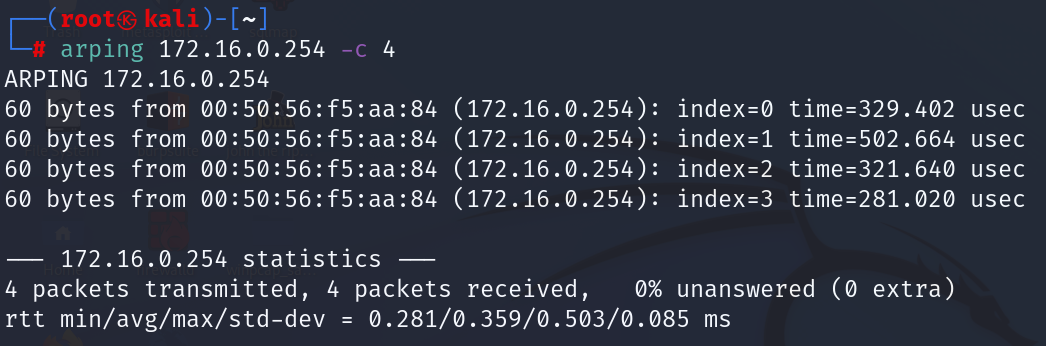 ┌──(root㉿kali)-[~]
└─# arping 172.16.0.254 -c 4
ARPING 172.16.0.254
60 bytes from 00:50:56:f5:aa:84 (172.16.0.254): index=0 time=329.402 usec
60 bytes from 00:50:56:f5:aa:84 (172.16.0.254): index=1 time=502.664 usec
60 bytes from 00:50:56:f5:aa:84 (172.16.0.254): index=2 time=321.640 usec
60 bytes from 00:50:56:f5:aa:84 (172.16.0.254): index=3 time=281.020 usec
--- 172.16.0.254 statistics ---
4 packets transmitted, 4 packets received,   0% unanswered (0 extra)
rtt min/avg/max/std-dev = 0.281/0.359/0.503/0.085 ms